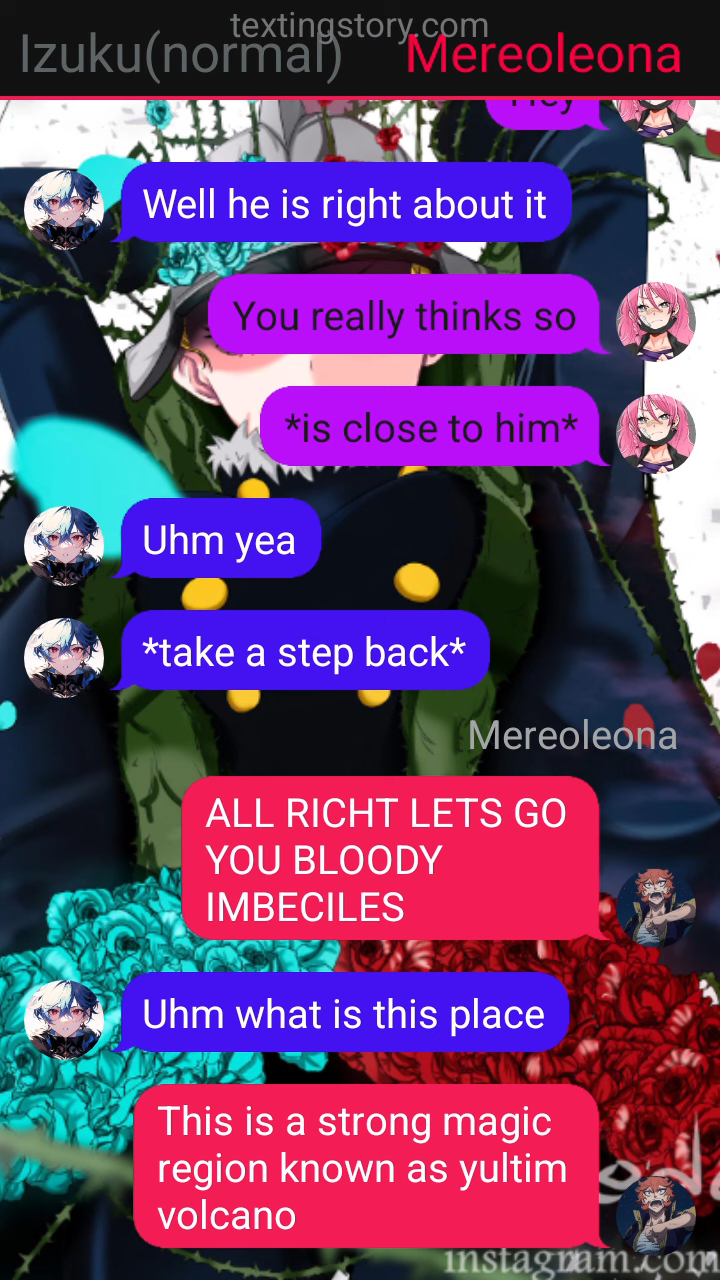 textingstory.com
Izuku(normal) Mereoleona
Hey
Well he is right about it
You really thinks so
*is close to him*
Uhm yea
*take a step back*
Mereoleona
ALL RICHT LETS GO
YOU BLOODY
IMBECILES
Uhm what is this place
This is a strong magic
region known as yultim
volcano
instagram.com